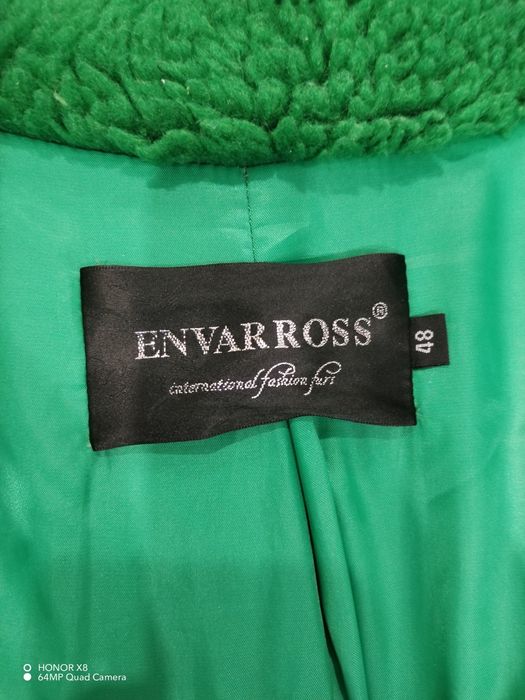 ENVARROSS®
international fashion furs
48
HONOR X8
64MP Quad Camera